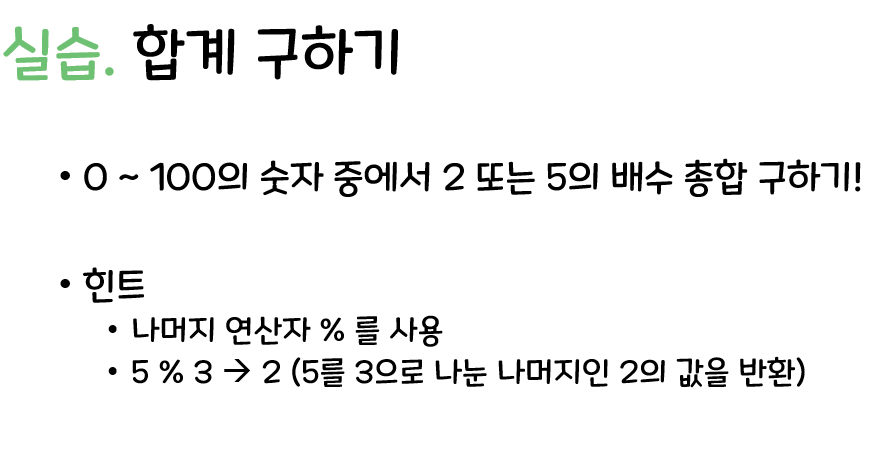 실습. 합계 구하기
• 0 ~ 100의 숫자 중에서 2 또는 5의 배수 총합 구하기!
• 힌트
• 나머지 연산자 % 를 사용
• 5 % 3 → 2 (5를 3으로 나눈 나머지인 2의 값을 반환)